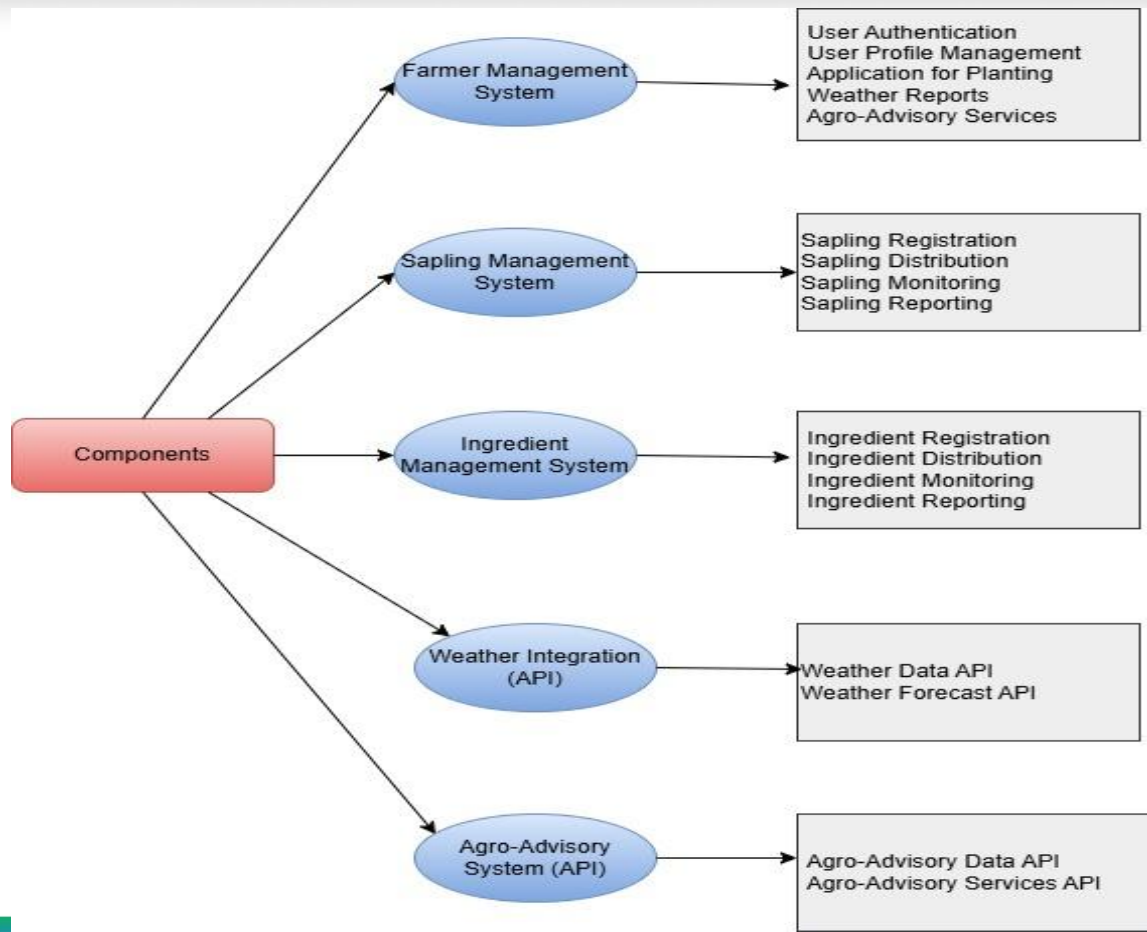 Components
Farmer Management
System
User Authentication
User Profile Management
Application for Planting
Weather Reports
Agro-Advisory Services
Sapling Management
System
Sapling Registration
Sapling Distribution
Sapling Monitoring
Sapling Reporting
Ingredient
Management System
Ingredient Registration
Ingredient Distribution
Ingredient Monitoring
Ingredient Reporting
Weather Integration
(API)
Weather Data API
Weather Forecast API
Agro-Advisory
System (API)
Agro-Advisory Data API
Agro-Advisory Services API